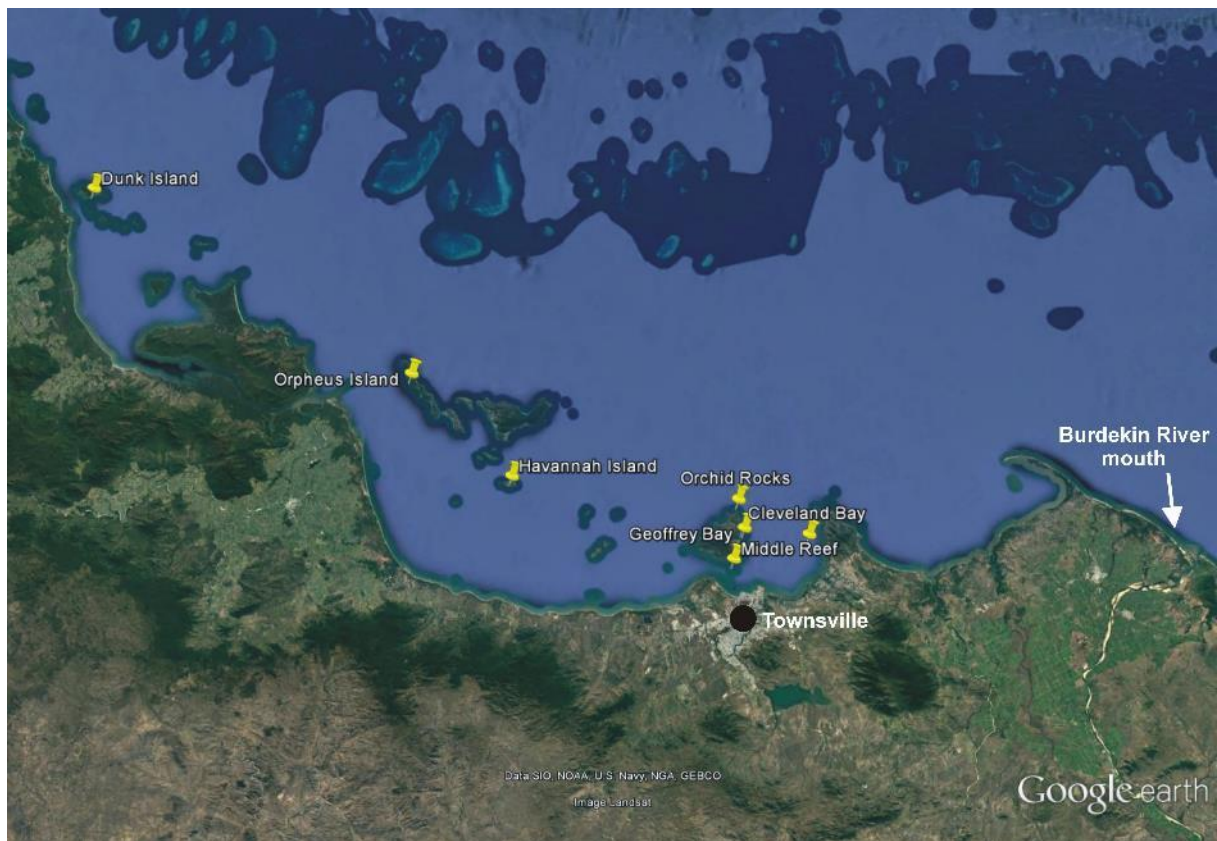 Dunk Island
Orpheus Island
Havannah Island
Orchid Rocks
Cleveland Bay
Geoffrey Bay
Middle Reef
Burdekin River
mouth
Townsville
Data SIO, NOAA, U.S. Navy, NGA, GEBCO
Image Landsat
Google earth